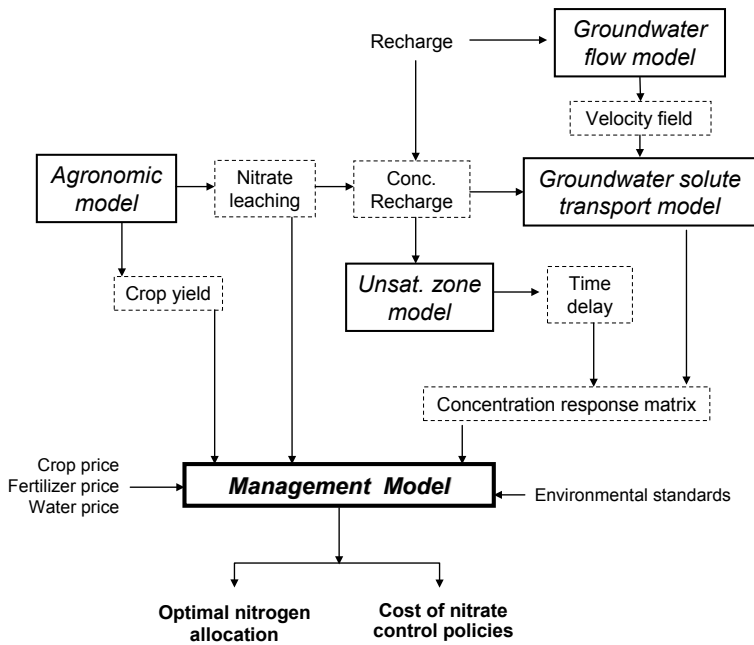 Recharge
Groundwater
flow model
Velocity field
Agronomic
model
Nitrate
leaching
Conc.
Recharge
Groundwater solute
transport model
Crop yield
Unsat. zone
model
Time
delay
Concentration response matrix
Crop price
Fertilizer price
Water price
Management Model
Environmental standards
Optimal nitrogen
allocation
Cost of nitrate
control policies